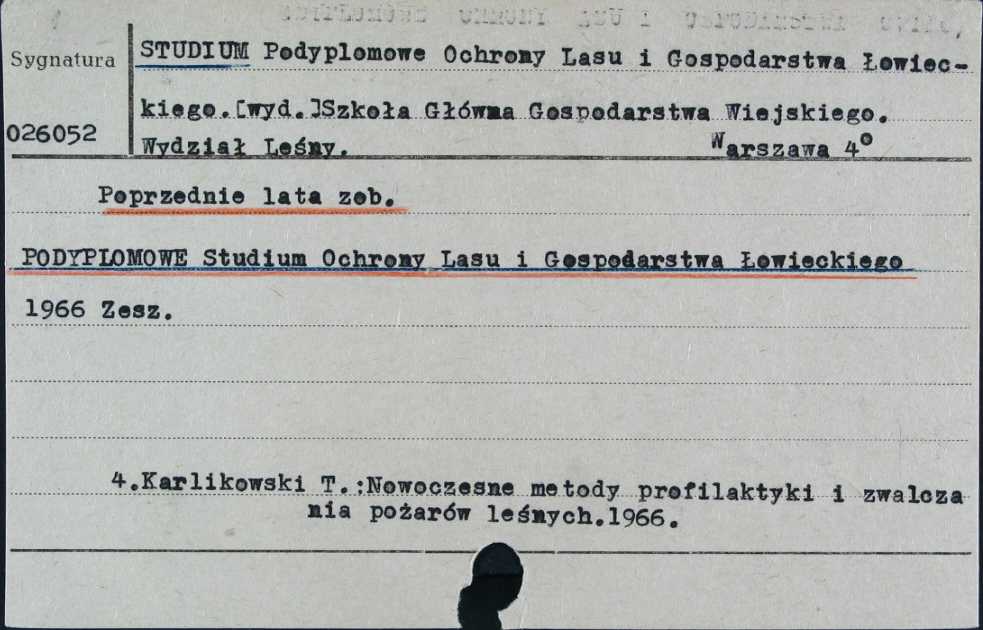 Sygnatura
026052
STUDIUM Podyplomowe Ochrony Lasu i Gospodarstwa Łowiec-
kiego.[wyd.]Szkoła Główna Gospodarstwa Wiejskiego.
Wydział Leśny. Warszawa 4°
Poprzednie lata zob.
PODYPLOMOWE Studium Ochrony Lasu i Gospodarstwa Łowieckiego
1966 Zesz.
4.Karlikowski T.:Nowoczesne metody profilaktyki i zwalcza
nia pożarów leśnych.1966.